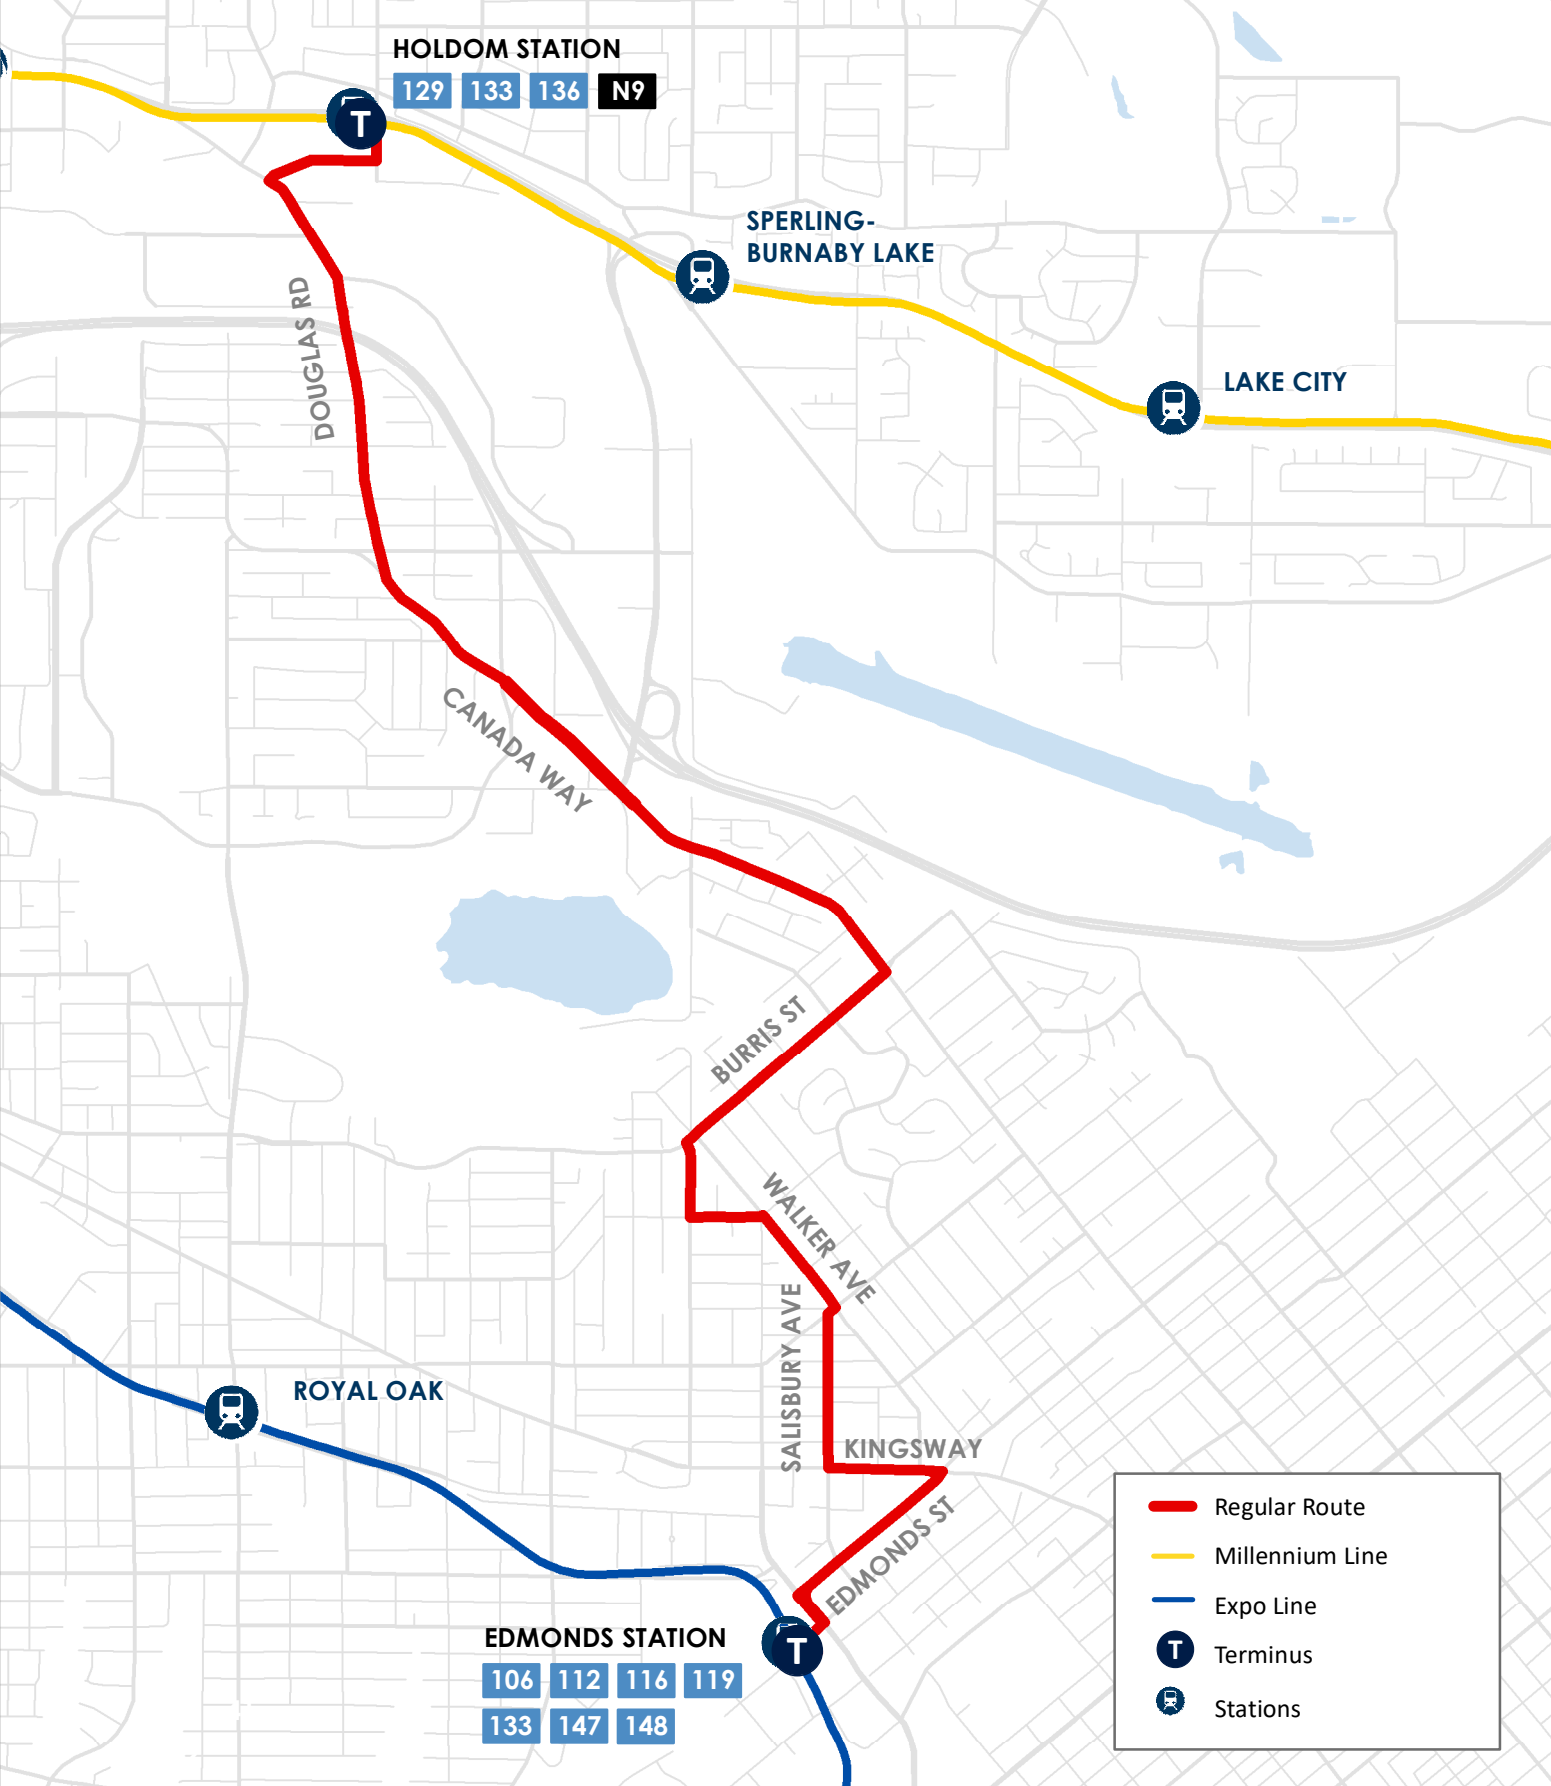 HOLDOM STATION
129 133 136 N9
T
SPERLING-
BURNABY LAKE
DOUGLAS RD
LAKE CITY
CANADA WAY
BURRIS ST
WALKER AVE
SALISBURY AVE
ROYAL OAK
KINGSWAY
EDMONDS ST
EDMONDS STATION
T
106 112 116 119
133 147 148
Regular Route
Millennium Line
Expo Line
T Terminus
Stations